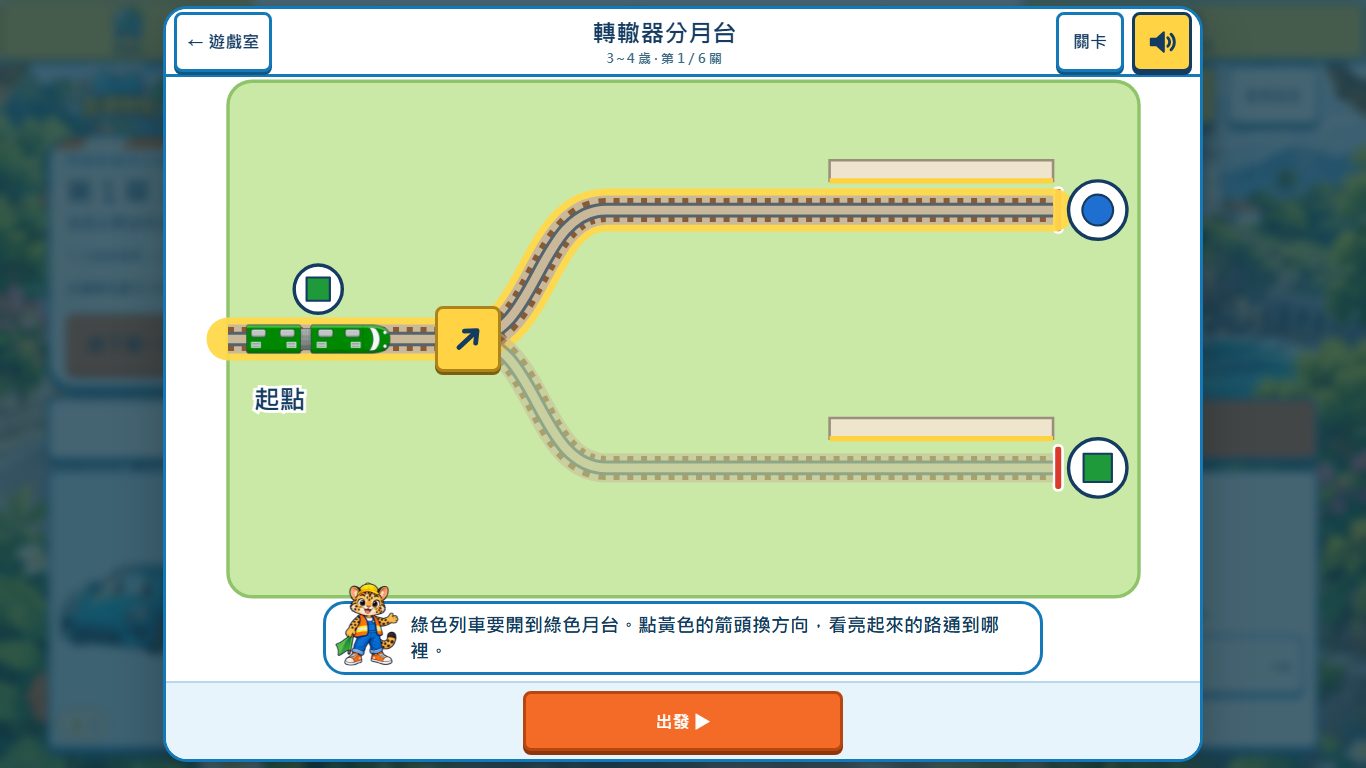 ← 遊戲室
轉轍器分月台
3~4歲·第1/6關
關卡
起點
綠色列車要開到綠色月台。點黃色的箭頭換方向，看亮起來的路通到哪
裡。
出發 ▶